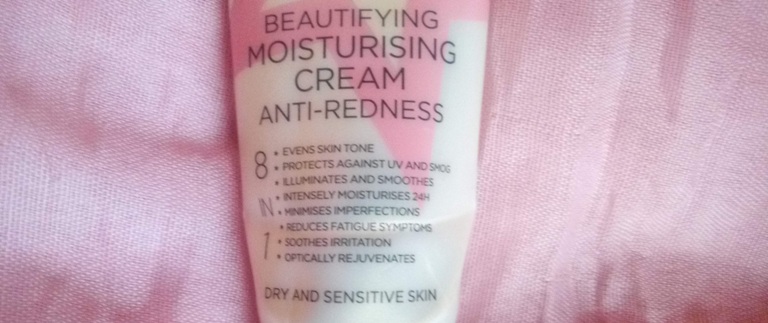 BEAUTIFYING
MOISTURISING
CREAM
ANTI-REDNESS
8 IN 1
• EVENS SKIN TONE
• PROTECTS AGAINST UV AND SMOG
• ILLUMINATES AND SMOOTHES
• INTENSELY MOISTURISES 24H
• MINIMISES IMPERFECTIONS
• REDUCES FATIGUE SYMPTOMS
• SOOTHES IRRITATION
• OPTICALLY REJUVENATES
DRY AND SENSITIVE SKIN